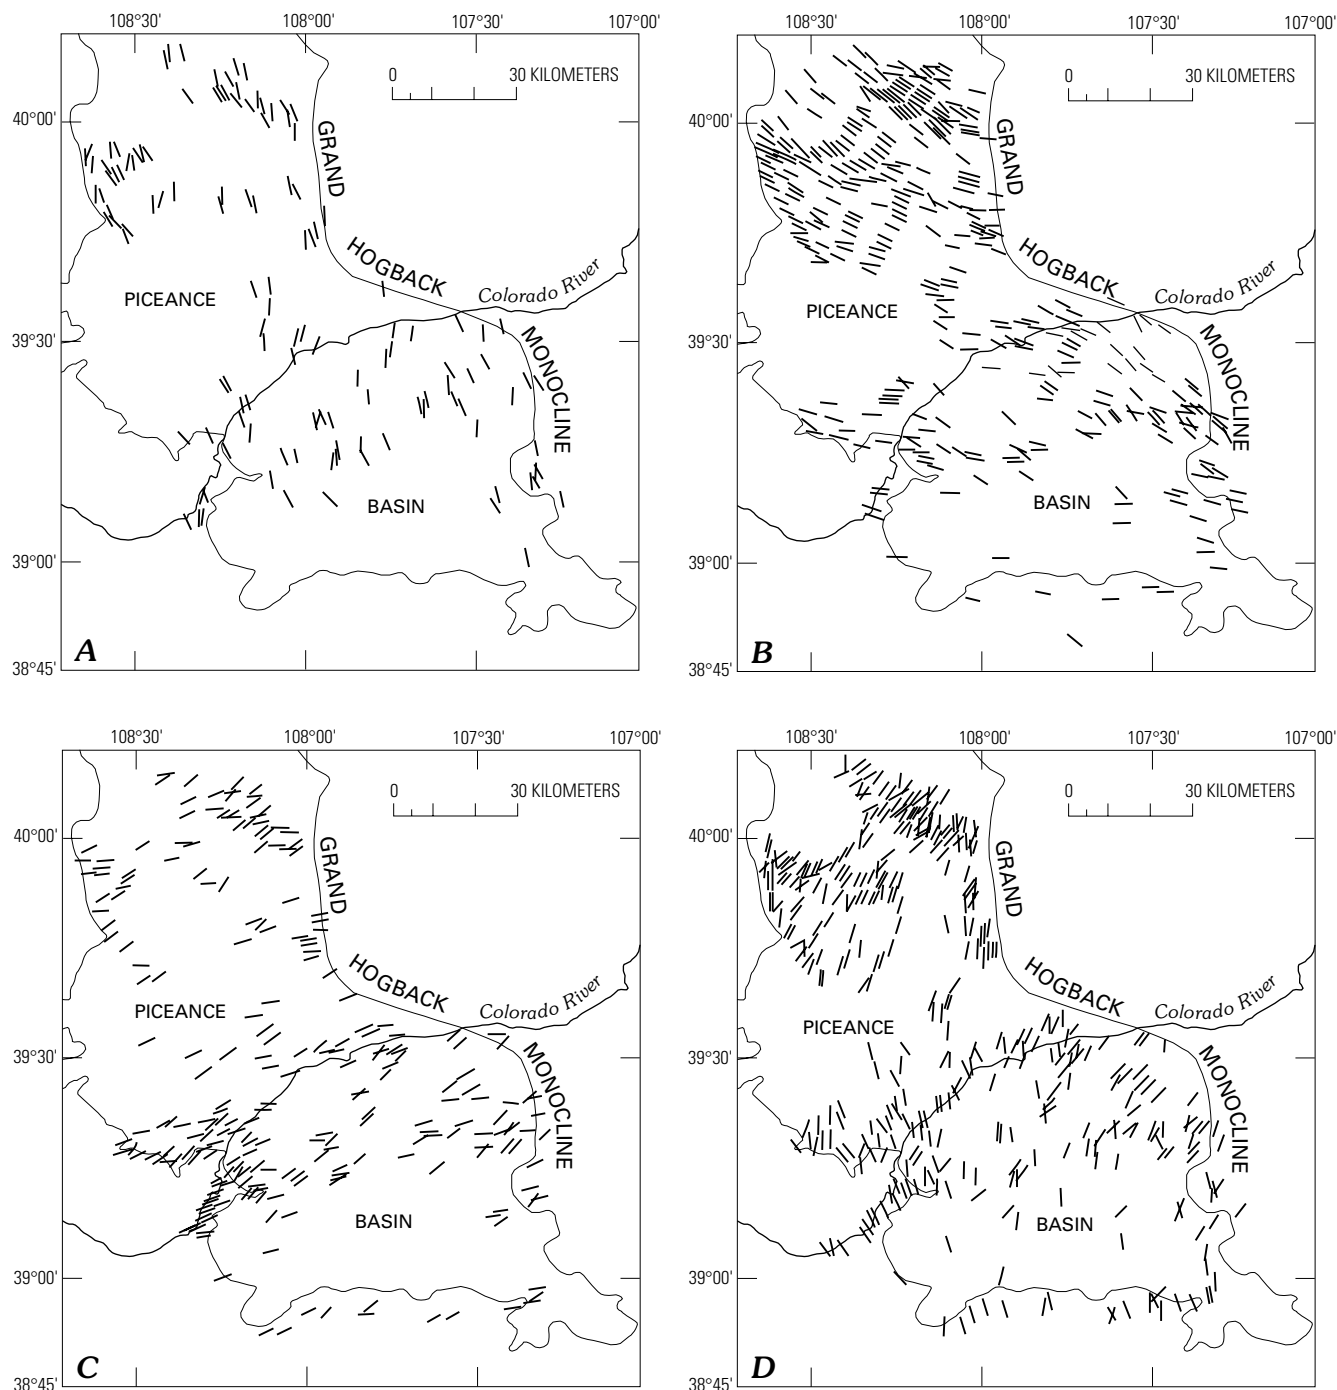 108°30' 108°00' 107°30' 107°00'
0 30 KILOMETERS
40°00'
GRAND
HOGBACK
Colorado River
PICEANCE
39°30'
MONOCLINE
BASIN
39°00'
A
38°45'
108°30' 108°00' 107°30' 107°00'
0 30 KILOMETERS
40°00'
GRAND
HOGBACK
Colorado River
PICEANCE
39°30'
MONOCLINE
BASIN
39°00'
B
38°45'
108°30' 108°00' 107°30' 107°00'
0 30 KILOMETERS
40°00'
GRAND
HOGBACK
Colorado River
PICEANCE
39°30'
MONOCLINE
BASIN
39°00'
C
38°45'
108°30' 108°00' 107°30' 107°00'
0 30 KILOMETERS
40°00'
GRAND
HOGBACK
Colorado River
PICEANCE
39°30'
MONOCLINE
BASIN
39°00'
D
38°45'